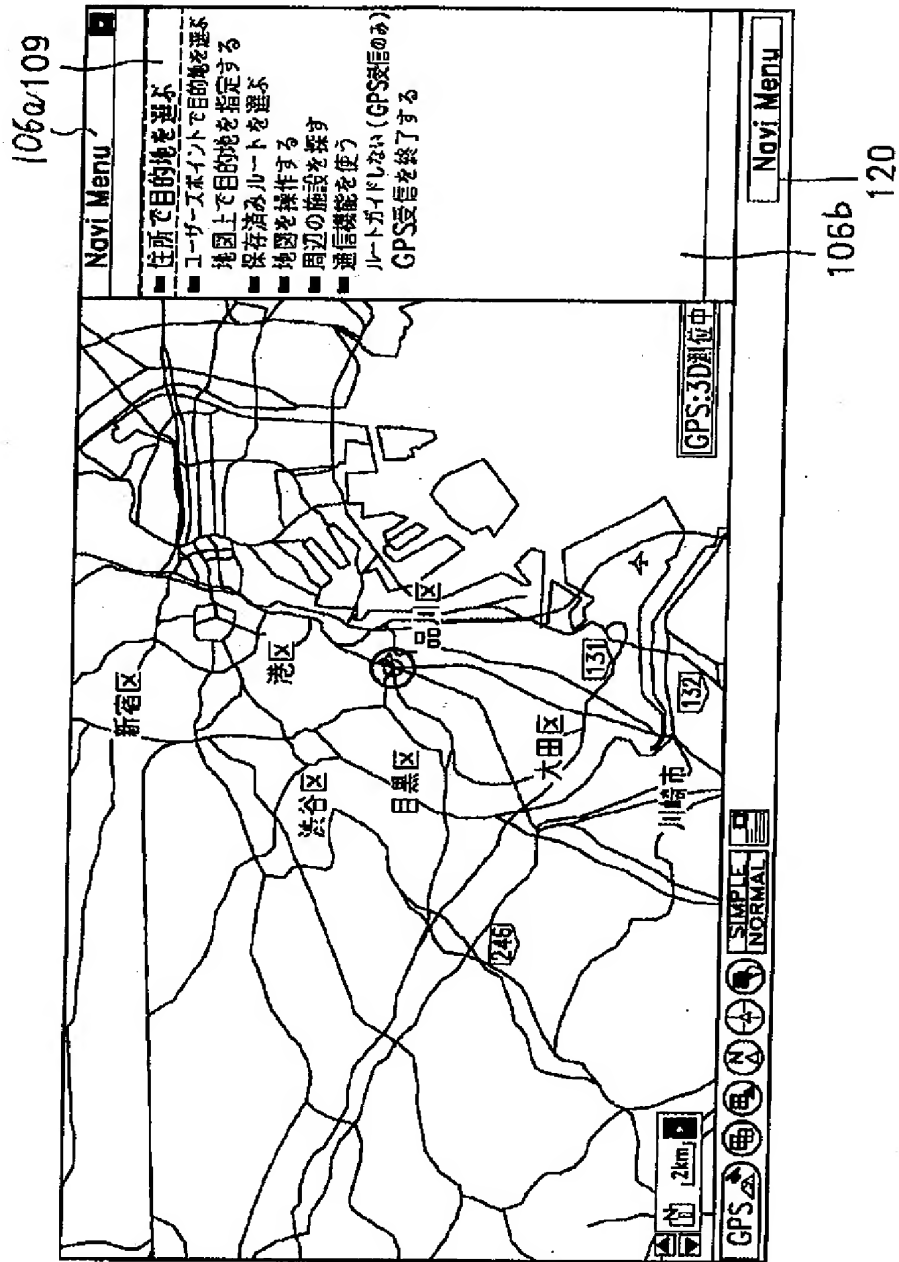 106a
109
Navi Menu
住所で目的地を選ぶ
ユーザーズポイントで目的地を選ぶ
地図上で目的地を指定する
保存済みルートを選ぶ
地図を操作する
周辺の施設を探す
通信機能を使う
ルートガイドしない(GPS受信のみ)
GPS受信を終了する
新宿区
港区
渋谷区
品川区
目黒区
大田区
川崎市
131
132
246
GPS:3D測位中
N
2km
GPS
N
SIMPLE
NORMAL
Navi Menu
106b
120